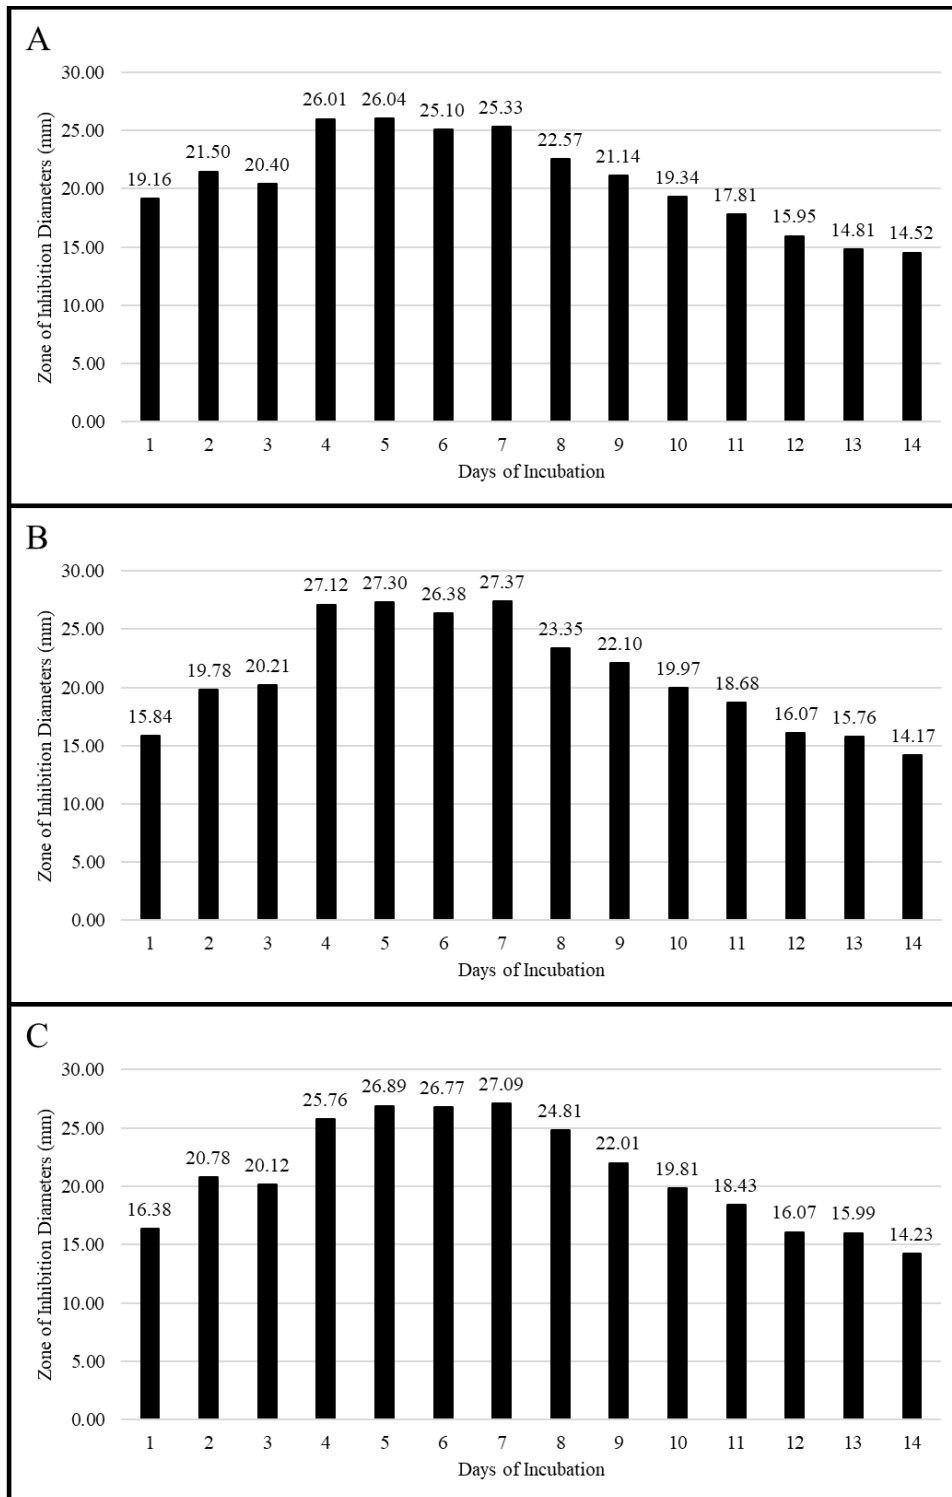 A
Zone of Inhibition Diameters (mm)
30.00
25.00
20.00
15.00
10.00
5.00
0.00
19.16 21.50 20.40 26.01 26.04 25.10 25.33 22.57 21.14 19.34 17.81 15.95 14.81 14.52
1 2 3 4 5 6 7 8 9 10 11 12 13 14
Days of Incubation
B
Zone of Inhibition Diameters (mm)
30.00
25.00
20.00
15.00
10.00
5.00
0.00
15.84 19.78 20.21 27.12 27.30 26.38 27.37 23.35 22.10 19.97 18.68 16.07 15.76 14.17
1 2 3 4 5 6 7 8 9 10 11 12 13 14
Days of Incubation
C
Zone of Inhibition Diameters (mm)
30.00
25.00
20.00
15.00
10.00
5.00
0.00
16.38 20.78 20.12 25.76 26.89 26.77 27.09 24.81 22.01 19.81 18.43 16.07 15.99 14.23
1 2 3 4 5 6 7 8 9 10 11 12 13 14
Days of Incubation